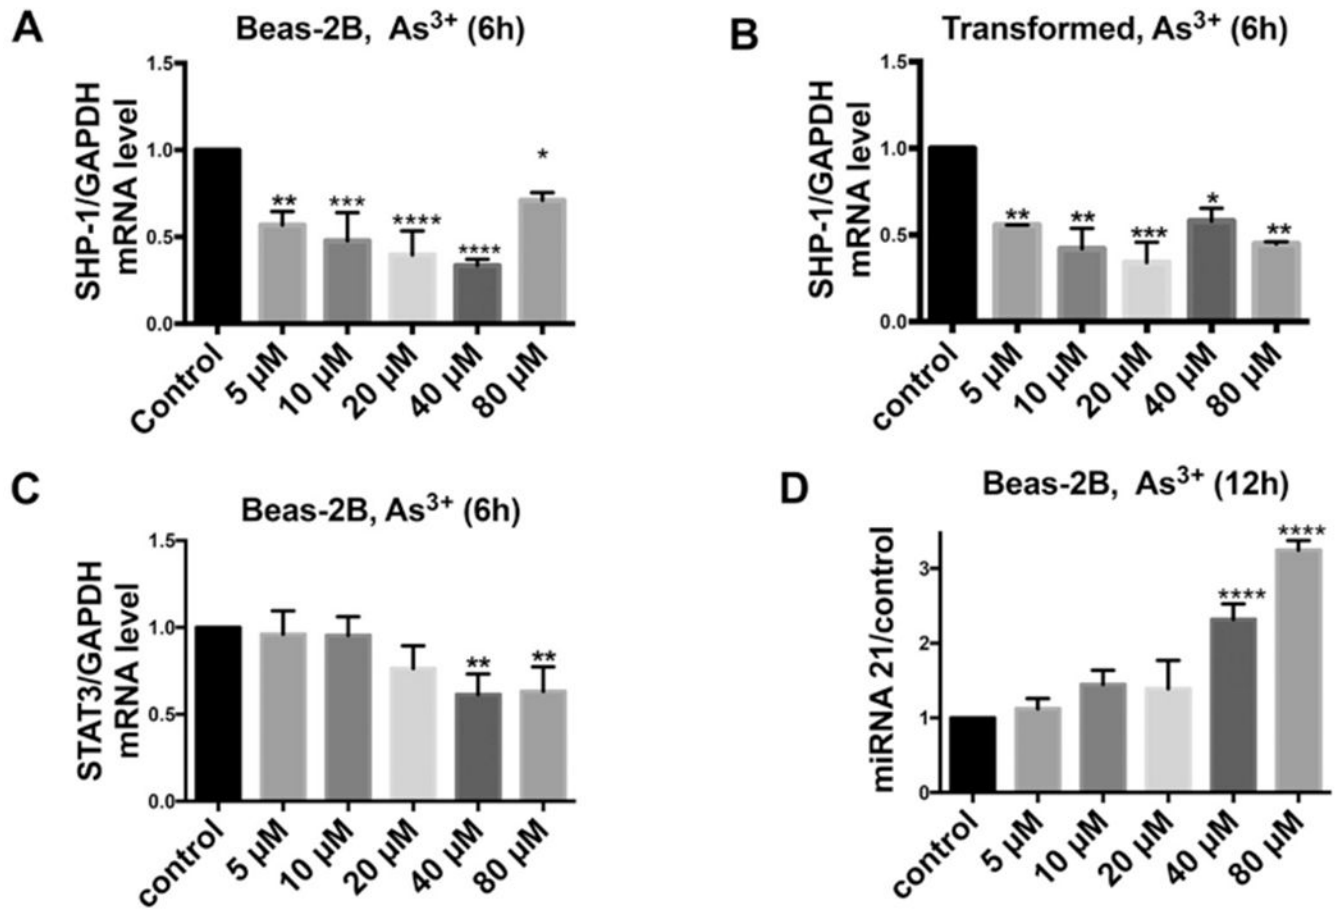 A
Beas-2B, As3+ (6h)
SHP-1/GAPDH
mRNA level
1.5
1.0
0.5
0.0
**
***
****
****
*
Control
5 µM
10 µM
20 µM
40 µM
80 µM
B
Transformed, As3+ (6h)
SHP-1/GAPDH
mRNA level
1.5
1.0
0.5
0.0
**
**
***
*
**
control
5 µM
10 µM
20 µM
40 µM
80 µM
C
Beas-2B, As3+ (6h)
STAT3/GAPDH
mRNA level
1.5
1.0
0.5
0.0
**
**
control
5 µM
10 µM
20 µM
40 µM
80 µM
D
Beas-2B, As3+ (12h)
miRNA 21/control
3
2
1
0
****
****
control
5 µM
10 µM
20 µM
40 µM
80 µM